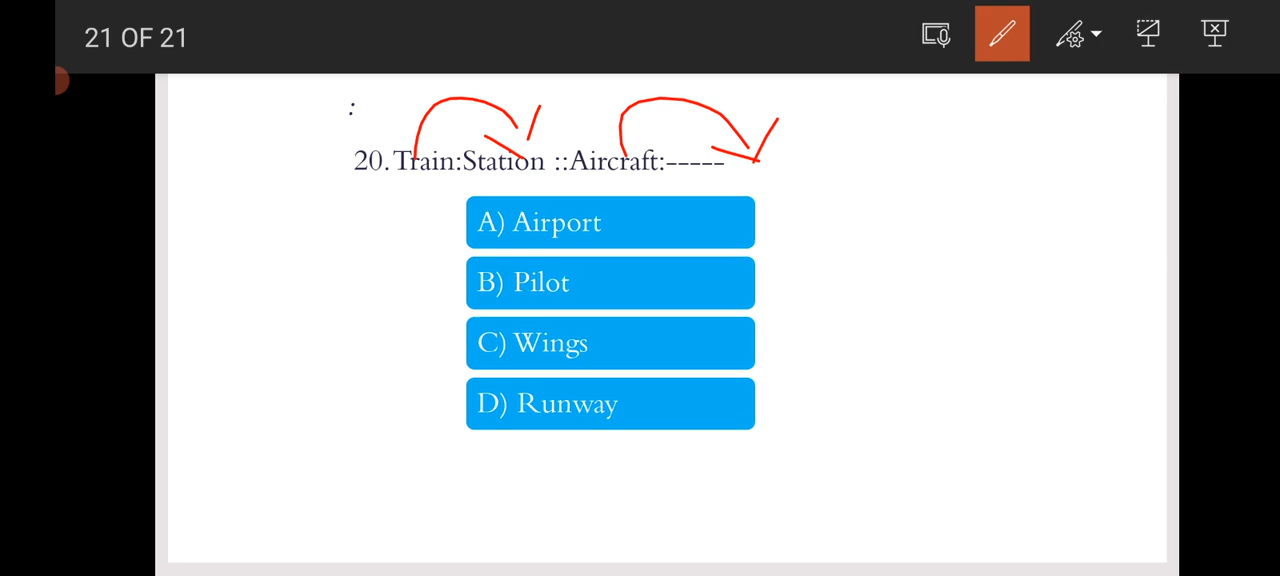 21 OF 21
:
20. Train:Station ::Aircraft:-----
A) Airport
B) Pilot
C) Wings
D) Runway